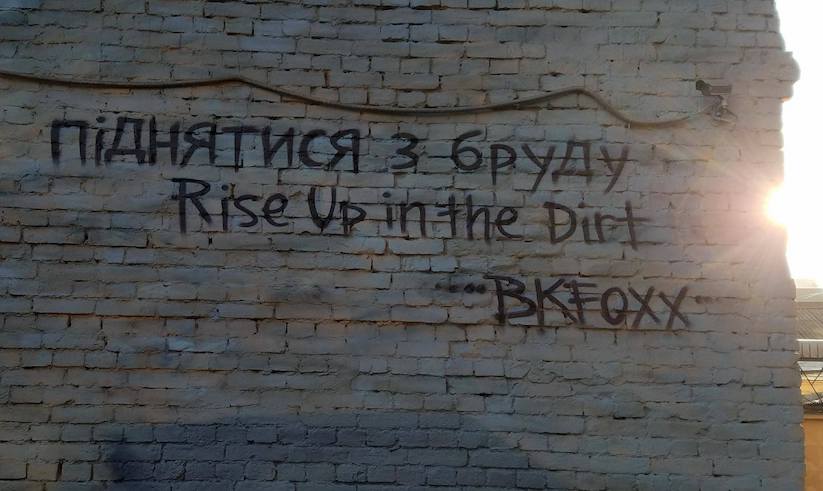 ПіДНЯТИСЯ З бруду
Rise Up in the Dirt
BKFOXX